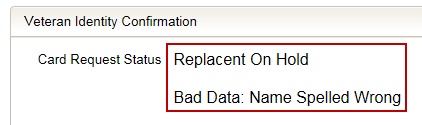 Veteran Identity Confirmation
Card Request Status Replacent On Hold
Bad Data: Name Spelled Wrong